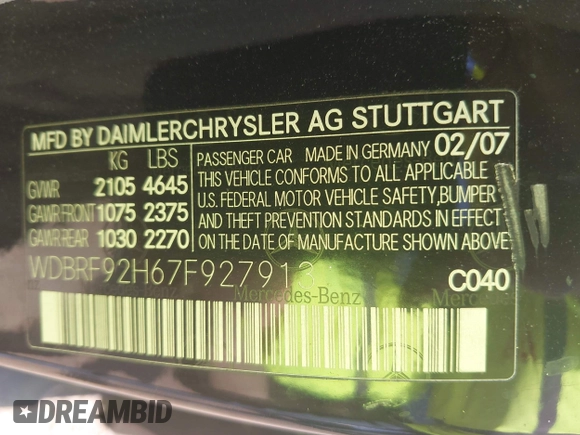 MFD BY DAIMLERCHRYSLER AG STUTTGART
KG LBS
GVWR 2105 4645
GAWR FRONT 1075 2375
GAWR REAR 1030 2270
PASSENGER CAR MADE IN GERMANY 02/07
THIS VEHICLE CONFORMS TO ALL APPLICABLE
U.S. FEDERAL MOTOR VEHICLE SAFETY, BUMPER
AND THEFT PREVENTION STANDARDS IN EFFECT
ON THE DATE OF MANUFACTURE SHOWN ABOVE.
C040
Mercedes-Benz
Mercedes
DREAMBID